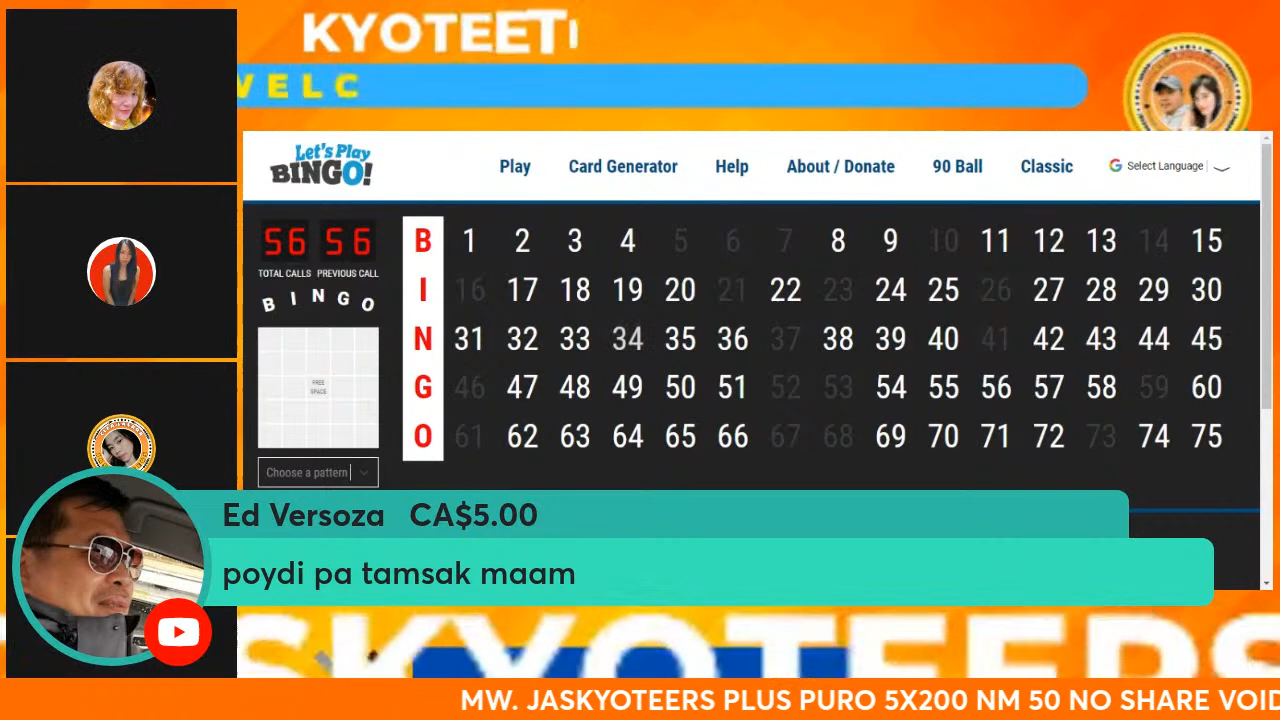 KYOTEET
WELC
Let's Play
BINGO!
Play Card Generator Help About / Donate 90 Ball Classic Select Language
56 56
TOTAL CALLS PREVIOUS CALL
B I N G O
FREE
SPACE
Choose a pattern
B 1 2 3 4 5 6 7 8 9 10 11 12 13 14 15
I 16 17 18 19 20 21 22 23 24 25 26 27 28 29 30
N 31 32 33 34 35 36 37 38 39 40 41 42 43 44 45
G 46 47 48 49 50 51 52 53 54 55 56 57 58 59 60
O 61 62 63 64 65 66 67 68 69 70 71 72 73 74 75
Ed Versoza CA$5.00
poydi pa tamsak maam
SKYOTEERS
MW. JASKYOTEERS PLUS PURO 5X200 NM 50 NO SHARE VOID